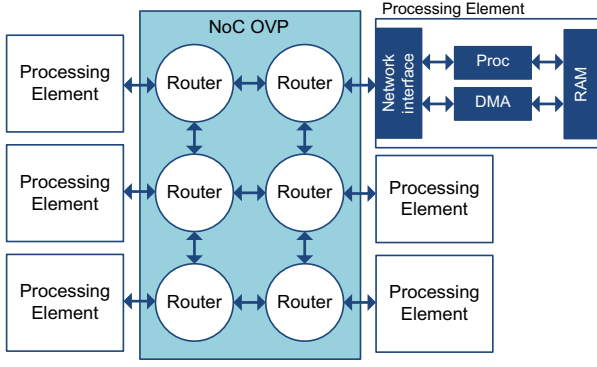 Processing Element
NoC OVP
Processing
Element
Router
Router
Network
interface
Proc
DMA
RAM
Processing
Element
Router
Router
Processing
Element
Processing
Element
Router
Router
Processing
Element